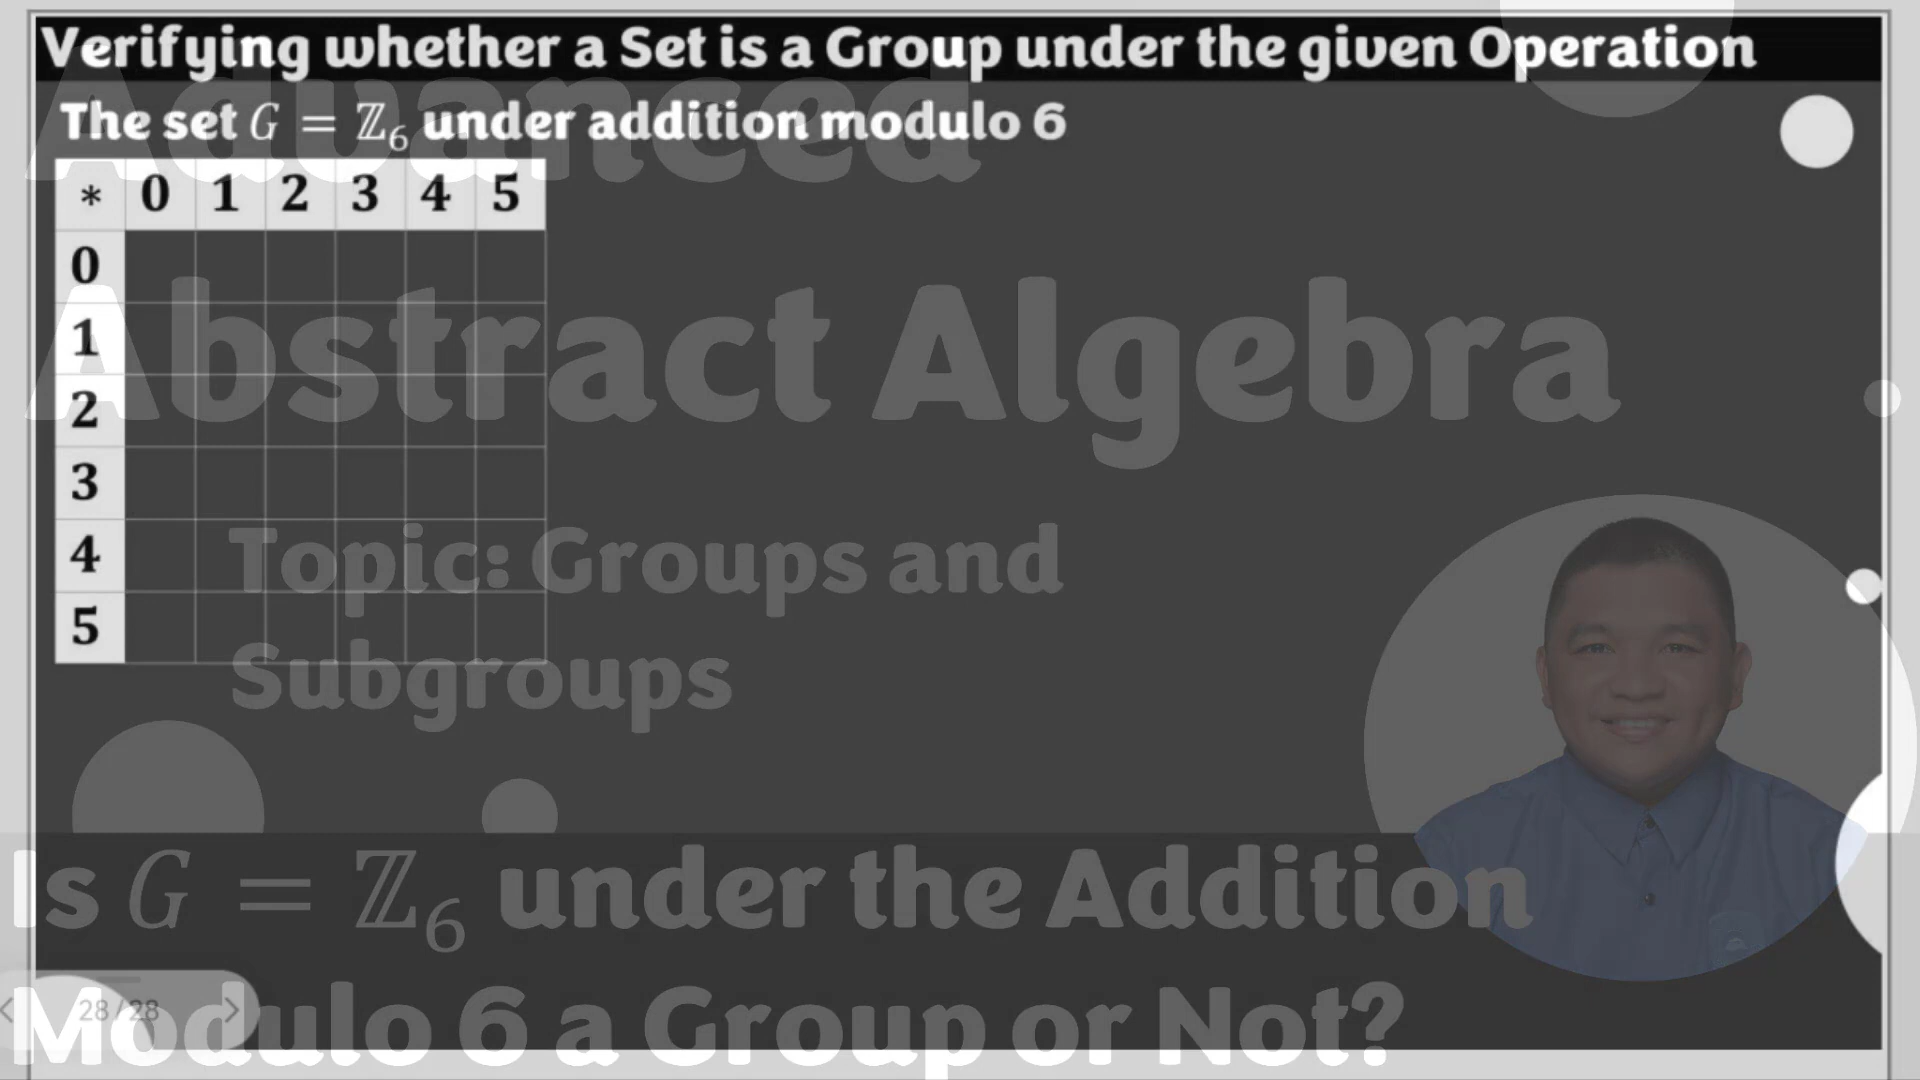 Verifying whether a Set is a Group under the given Operation
Advanced
The set G = ℤ₆ under addition modulo 6
* 0 1 2 3 4 5
0
1
2
3
4
5
Abstract Algebra
Topic: Groups and
Subgroups
Is G = ℤ₆ under the Addition
Modulo 6 a Group or Not?
28/28